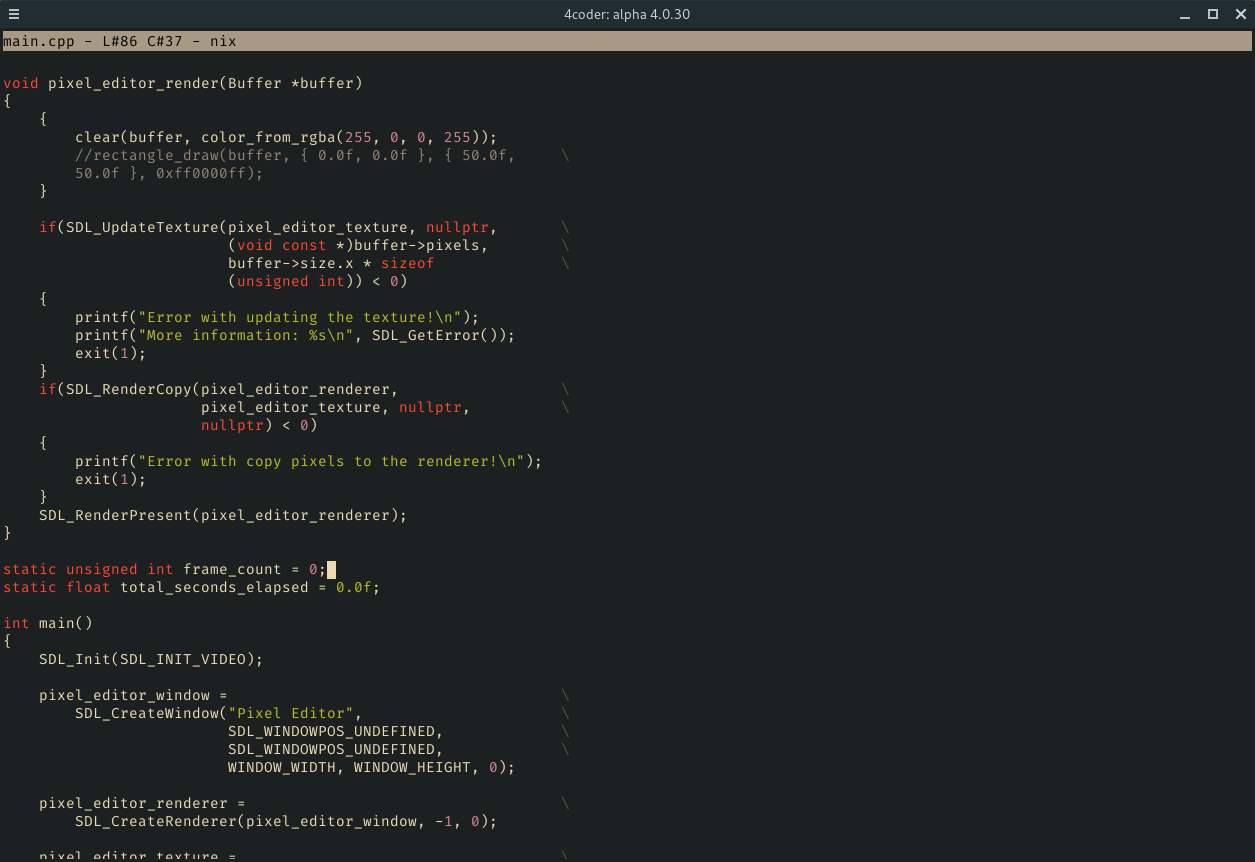 4coder: alpha 4.0.30
main.cpp - L#86 C#37 - nix
void pixel_editor_render(Buffer *buffer)
{
    {
        clear(buffer, color_from_rgba(255, 0, 0, 255));
        //rectangle_draw(buffer, { 0.0f, 0.0f }, { 50.0f, \
        50.0f }, 0xff0000ff);
    }
    if(SDL_UpdateTexture(pixel_editor_texture, nullptr, \
                         (void const *)buffer->pixels, \
                         buffer->size.x * sizeof \
                         (unsigned int)) < 0)
    {
        printf("Error with updating the texture!\n");
        printf("More information: %s\n", SDL_GetError());
        exit(1);
    }
    if(SDL_RenderCopy(pixel_editor_renderer, \
                      pixel_editor_texture, nullptr, \
                      nullptr) < 0)
    {
        printf("Error with copy pixels to the renderer!\n");
        exit(1);
    }
    SDL_RenderPresent(pixel_editor_renderer);
}
static unsigned int frame_count = 0;
static float total_seconds_elapsed = 0.0f;
int main()
{
    SDL_Init(SDL_INIT_VIDEO);
    pixel_editor_window = \
        SDL_CreateWindow("Pixel Editor", \
                         SDL_WINDOWPOS_UNDEFINED, \
                         SDL_WINDOWPOS_UNDEFINED, \
                         WINDOW_WIDTH, WINDOW_HEIGHT, 0);
    pixel_editor_renderer = \
        SDL_CreateRenderer(pixel_editor_window, -1, 0);
    pixel_editor_texture = \